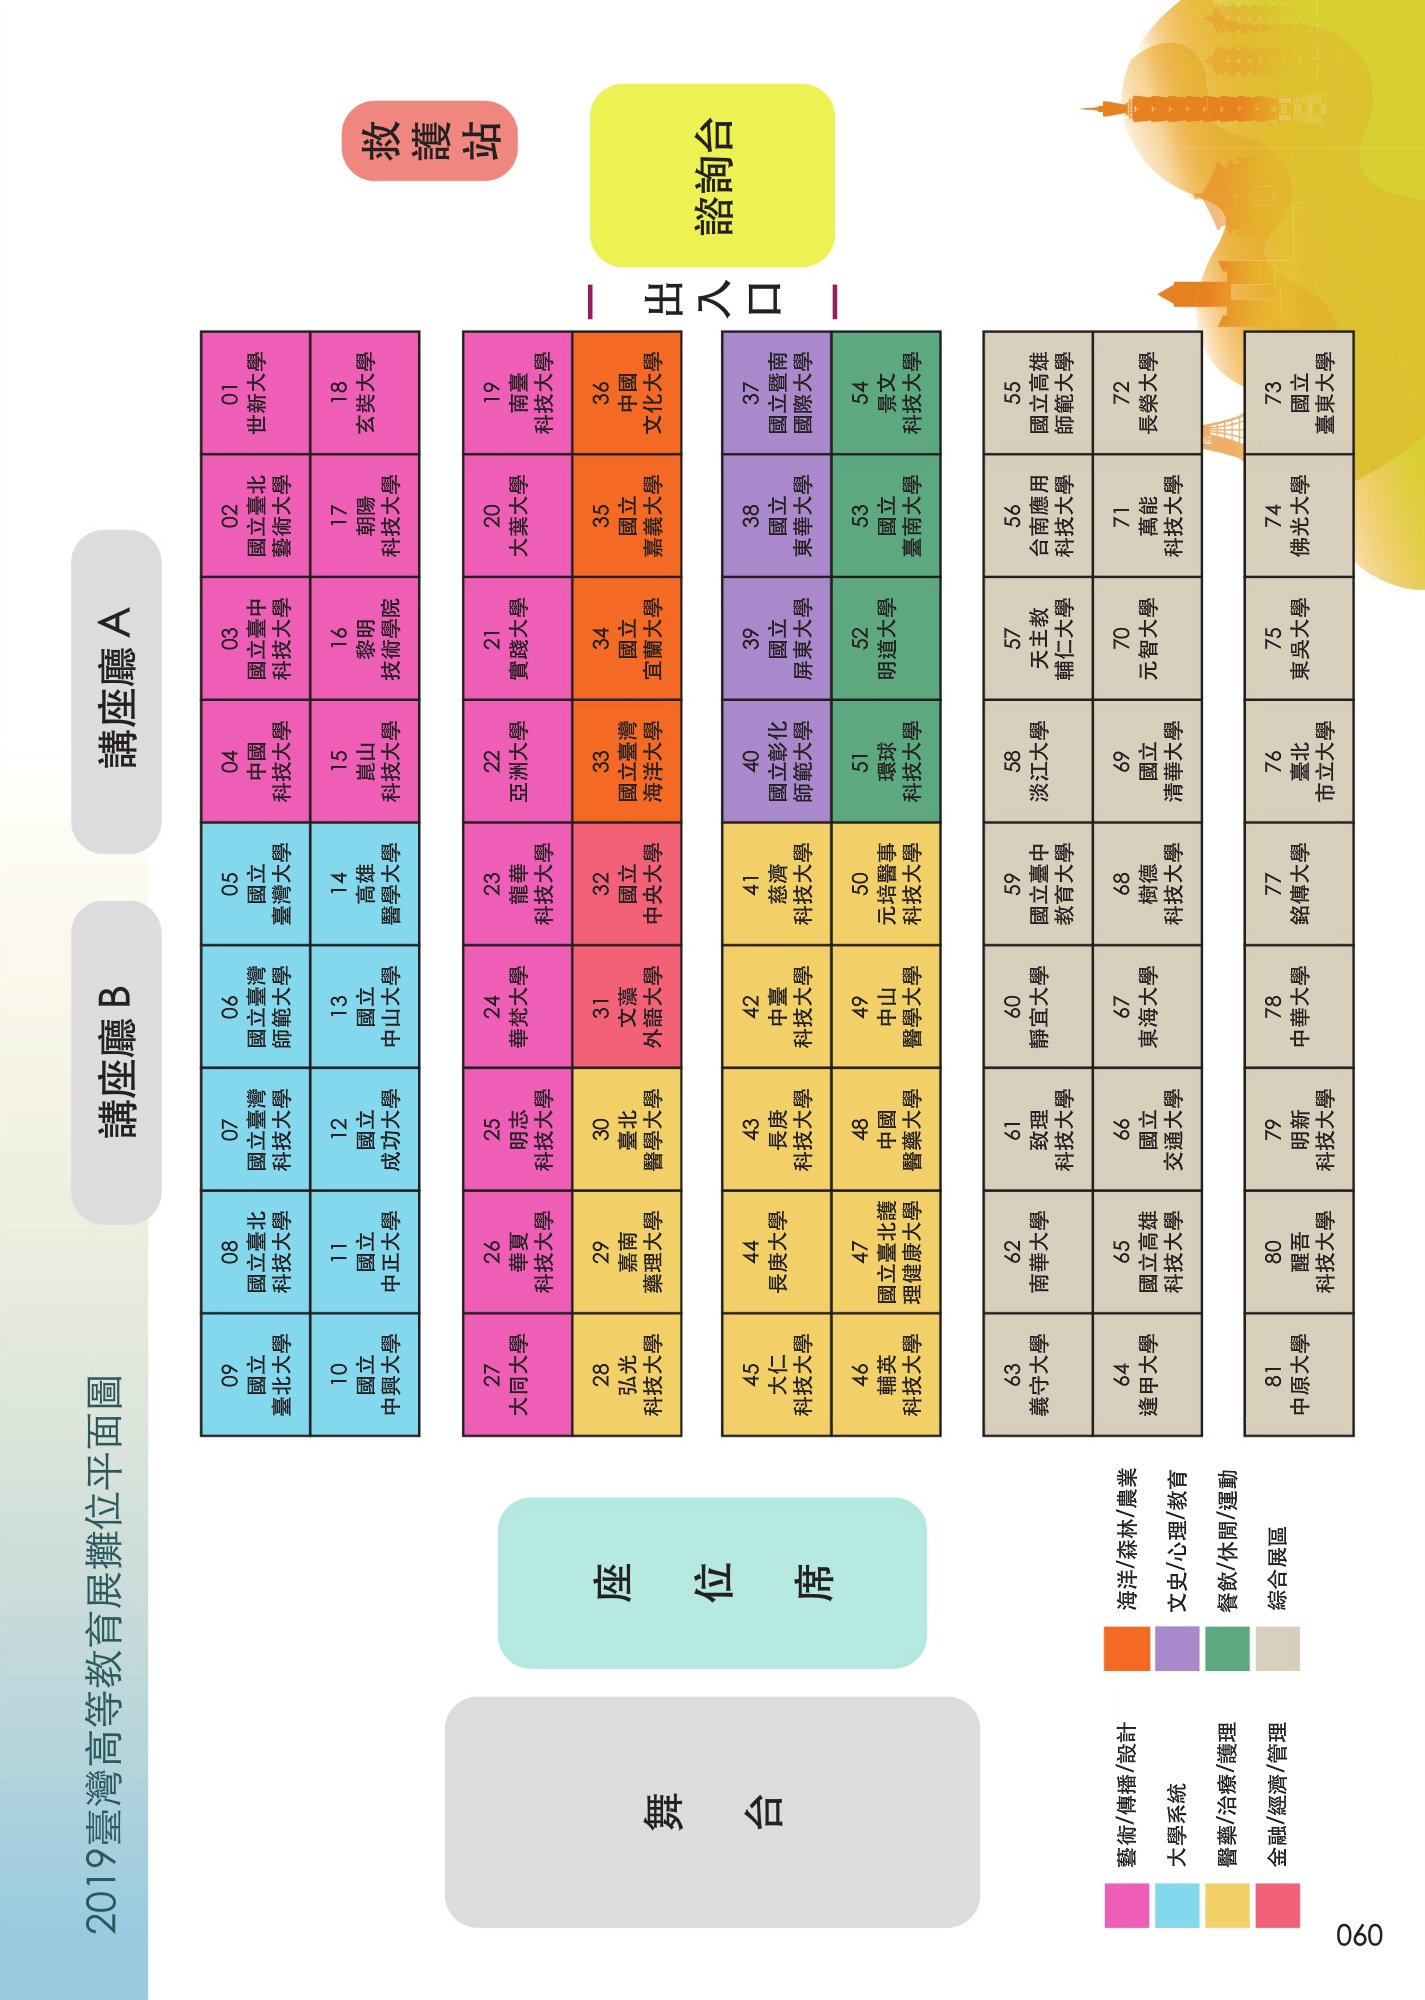 2019臺灣高等教育展攤位平面圖
講座廳 B
講座廳 A
救護站
諮詢台
出入口
舞台
座位席
09
國立
臺北大學
08
國立臺北
科技大學
07
國立臺灣
科技大學
06
國立臺灣
師範大學
05
國立
臺灣大學
04
中國
科技大學
03
國立臺中
科技大學
02
國立臺北
藝術大學
01
世新大學
10
國立
中興大學
11
國立
中正大學
12
國立
成功大學
13
國立
中山大學
14
高雄
醫學大學
15
崑山
科技大學
16
黎明
技術學院
17
朝陽
科技大學
18
玄奘大學
27
大同大學
26
華夏
科技大學
25
明志
科技大學
24
華梵大學
23
龍華
科技大學
22
亞洲大學
21
實踐大學
20
大葉大學
19
南臺
科技大學
28
弘光
科技大學
29
嘉南
藥理大學
30
臺北
醫學大學
31
文藻
外語大學
32
國立
中央大學
33
國立臺灣
海洋大學
34
國立
宜蘭大學
35
國立
嘉義大學
36
中國
文化大學
45
大仁
科技大學
44
長庚大學
43
長庚
科技大學
42
中臺
科技大學
41
慈濟
科技大學
40
國立彰化
師範大學
39
國立
屏東大學
38
國立
東華大學
37
國立暨南
國際大學
46
輔英
科技大學
47
國立臺北護
理健康大學
48
中國
醫藥大學
49
中山
醫學大學
50
元培醫事
科技大學
51
環球
科技大學
52
明道大學
53
國立
臺南大學
54
景文
科技大學
63
義守大學
62
南華大學
61
致理
科技大學
60
靜宜大學
59
國立臺中
教育大學
58
淡江大學
57
天主教
輔仁大學
56
台南應用
科技大學
55
國立高雄
師範大學
64
逢甲大學
65
國立高雄
科技大學
66
國立
交通大學
67
東海大學
68
樹德
科技大學
69
國立
清華大學
70
元智大學
71
萬能
科技大學
72
長榮大學
81
中原大學
80
醒吾
科技大學
79
明新
科技大學
78
中華大學
77
銘傳大學
76
臺北
市立大學
75
東吳大學
74
佛光大學
73
國立
臺東大學
藝術/傳播/設計
大學系統
醫藥/治療/護理
金融/經濟/管理
海洋/森林/農業
文史/心理/教育
餐飲/休閒/運動
綜合展區
060